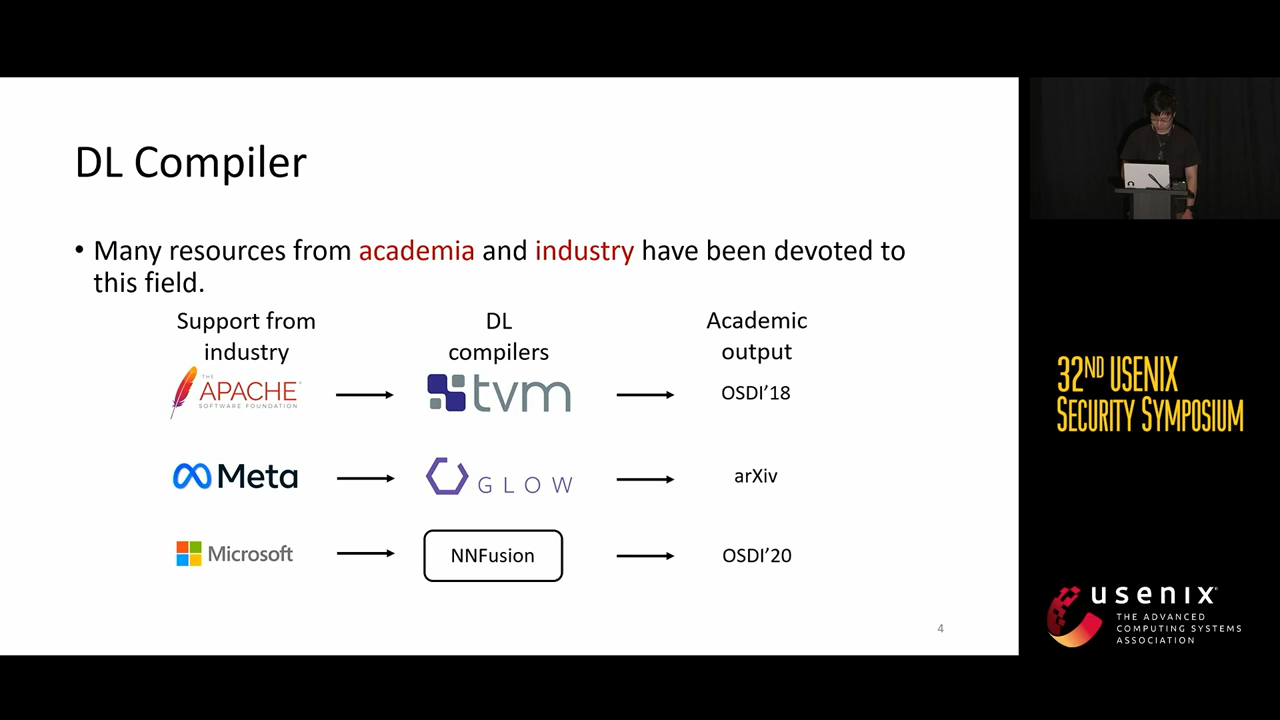 DL Compiler
• Many resources from academia and industry have been devoted to
this field.
Support from
industry
DL
compilers
Academic
output
THE
APACHE
SOFTWARE FOUNDATION
tvm
OSDI'18
Meta
GLOW
arXiv
Microsoft
NNFusion
OSDI'20
4
32ND USENIX
SECURITY SYMPOSIUM
usenix
THE ADVANCED
COMPUTING SYSTEMS
ASSOCIATION